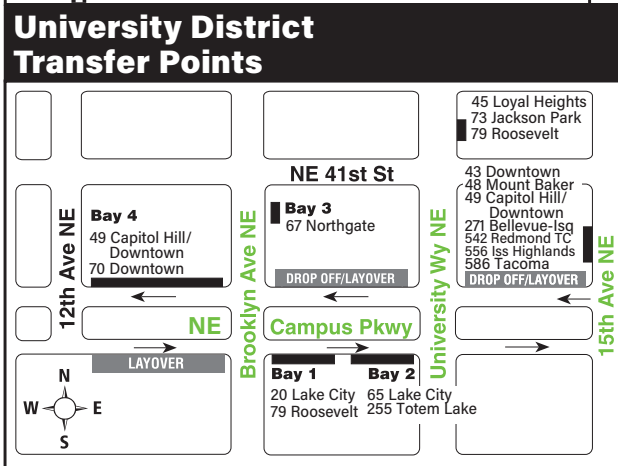 University District
Transfer Points
45 Loyal Heights
73 Jackson Park
79 Roosevelt
NE 41st St
12th Ave NE
Bay 4
49 Capitol Hill/
Downtown
70 Downtown
Brooklyn Ave NE
Bay 3
67 Northgate
DROP OFF/LAYOVER
University Wy NE
43 Downtown
48 Mount Baker
49 Capitol Hill/
Downtown
271 Bellevue-Isq
542 Redmond TC
556 Iss Highlands
586 Tacoma
DROP OFF/LAYOVER
15th Ave NE
NE
Campus Pkwy
LAYOVER
N
W
E
S
Bay 1
20 Lake City
79 Roosevelt
Bay 2
65 Lake City
255 Totem Lake